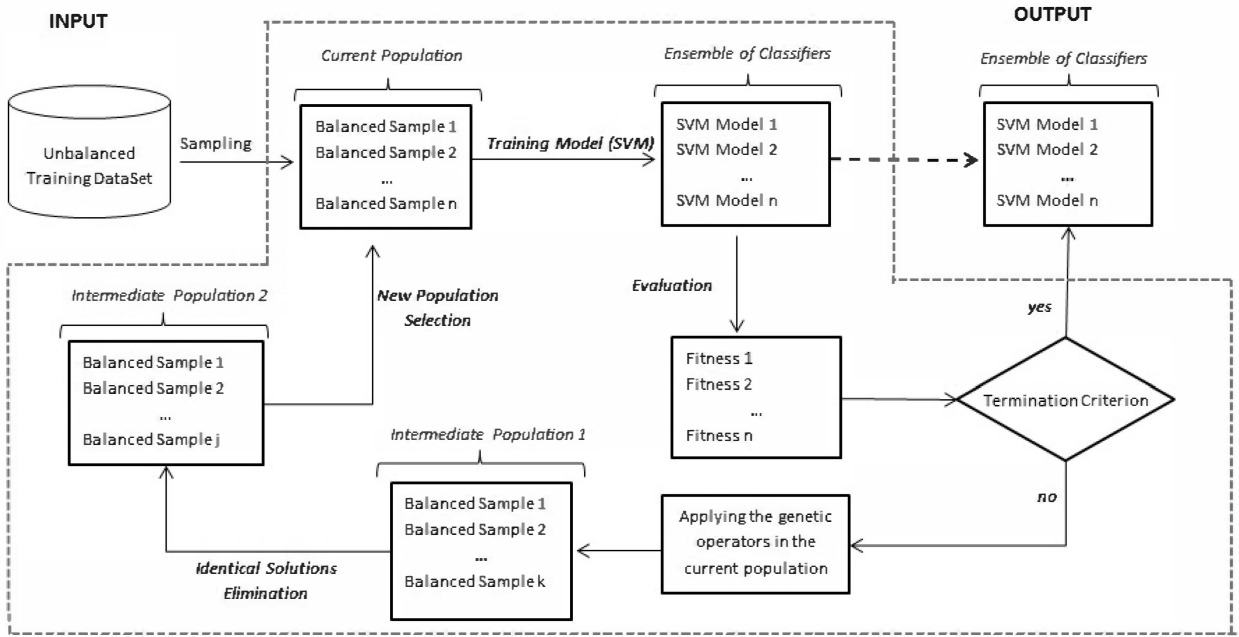 INPUT
OUTPUT
Current Population
Ensemble of Classifiers
Ensemble of Classifiers
Unbalanced
Training DataSet
Sampling
Balanced Sample 1
Balanced Sample 2
...
Balanced Sample n
Training Model (SVM)
SVM Model 1
SVM Model 2
...
SVM Model n
SVM Model 1
SVM Model 2
...
SVM Model n
Intermediate Population 2
New Population
Selection
Evaluation
yes
Balanced Sample 1
Balanced Sample 2
...
Balanced Sample j
Fitness 1
Fitness 2
...
Fitness n
Termination Criterion
Intermediate Population 1
no
Balanced Sample 1
Balanced Sample 2
...
Balanced Sample k
Applying the genetic
operators in the
current population
Identical Solutions
Elimination